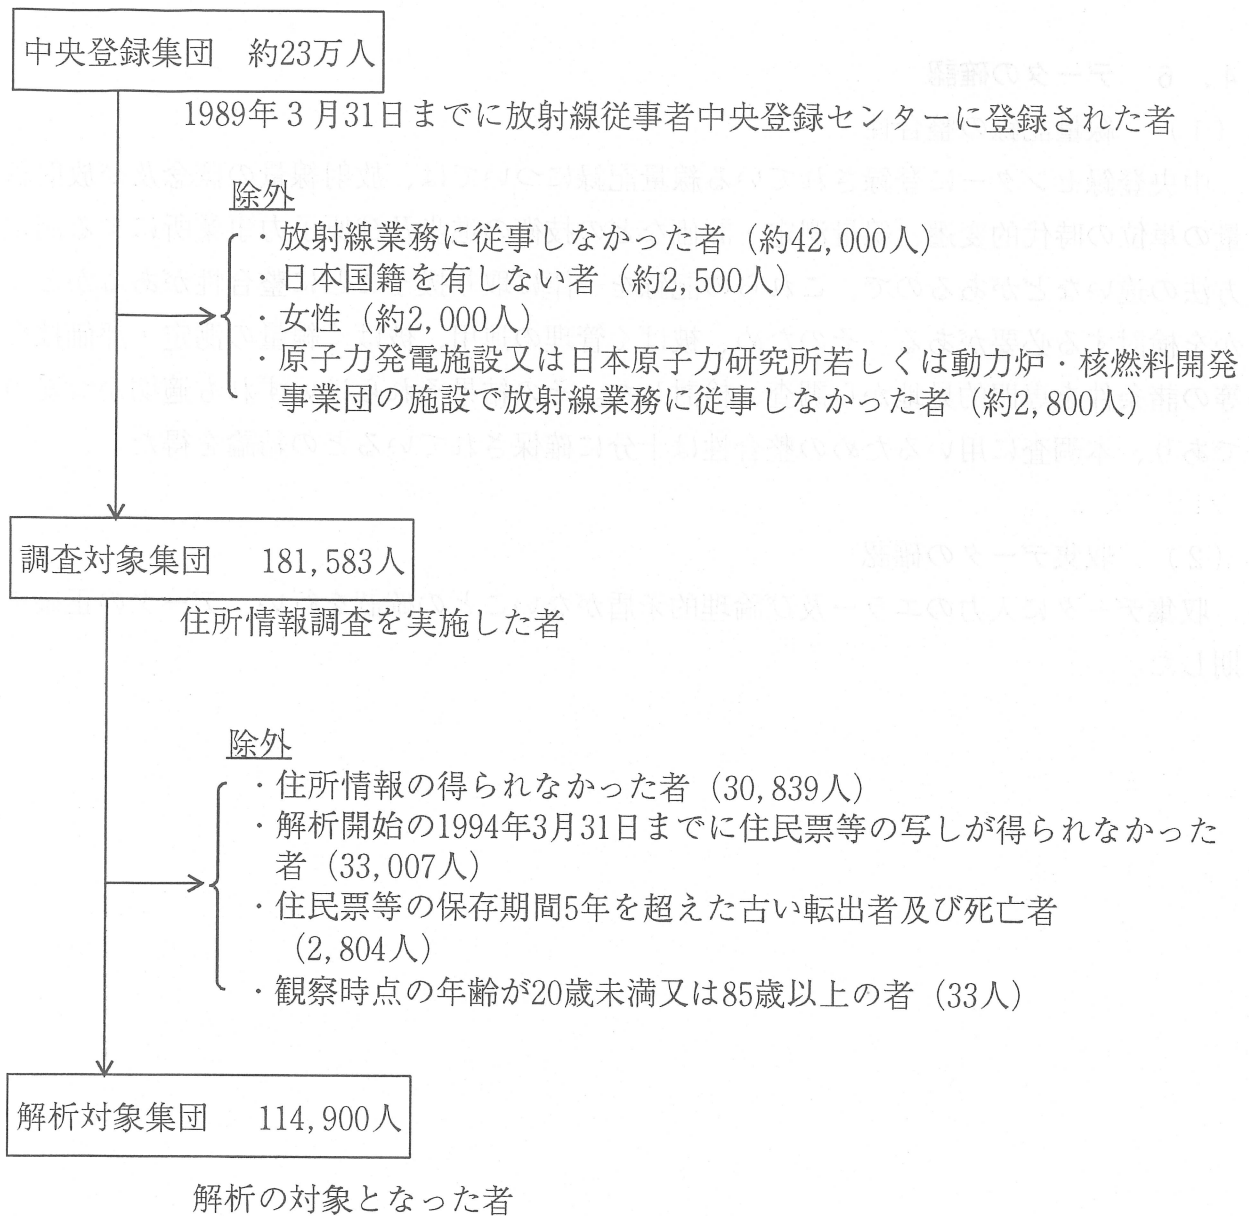 中央登録集団　約23万人
1989年3月31日までに放射線従事者中央登録センターに登録された者
除外
・放射線業務に従事しなかった者（約42,000人）
・日本国籍を有しない者（約2,500人）
・女性（約2,000人）
・原子力発電施設又は日本原子力研究所若しくは動力炉・核燃料開発
事業団の施設で放射線業務に従事しなかった者（約2,800人）
調査対象集団　181,583人
住所情報調査を実施した者
除外
・住所情報の得られなかった者（30,839人）
・解析開始の1994年3月31日までに住民票等の写しが得られなかった
者（33,007人）
・住民票等の保存期間5年を超えた古い転出者及び死亡者
（2,804人）
・観察時点の年齢が20歳未満又は85歳以上の者（33人）
解析対象集団　114,900人
解析の対象となった者